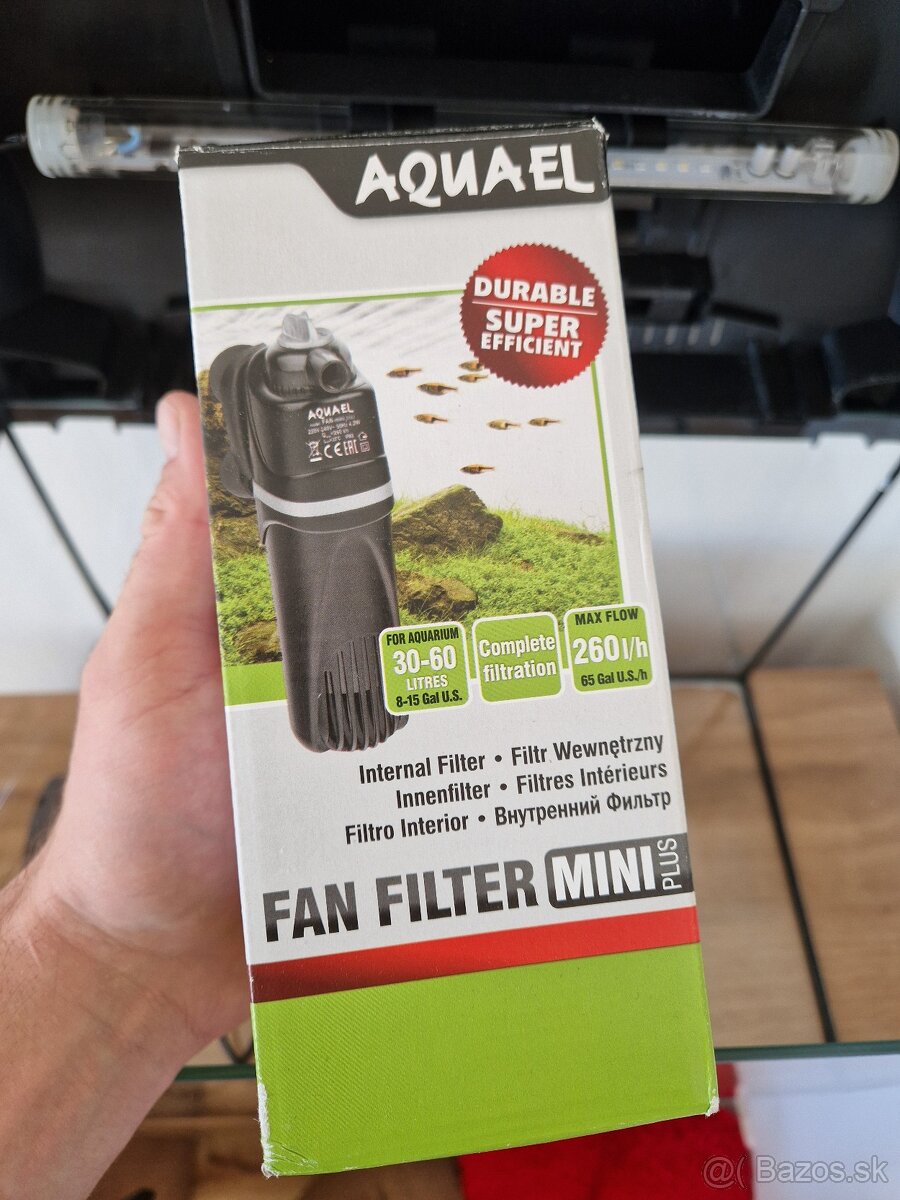 AQUAEL
DURABLE
SUPER
EFFICIENT
AQUAEL
FOR AQUARIUM
30-60
LITRES
8-15 Gal U.S.
Complete
filtration
MAX FLOW
260 l/h
65 Gal U.S./h
Internal Filter • Filtr Wewnętrzny
Innenfilter • Filtres Intérieurs
Filtro Interior • Внутренний Фильтр
FAN FILTER MINI PLUS
@( Bazos.sk